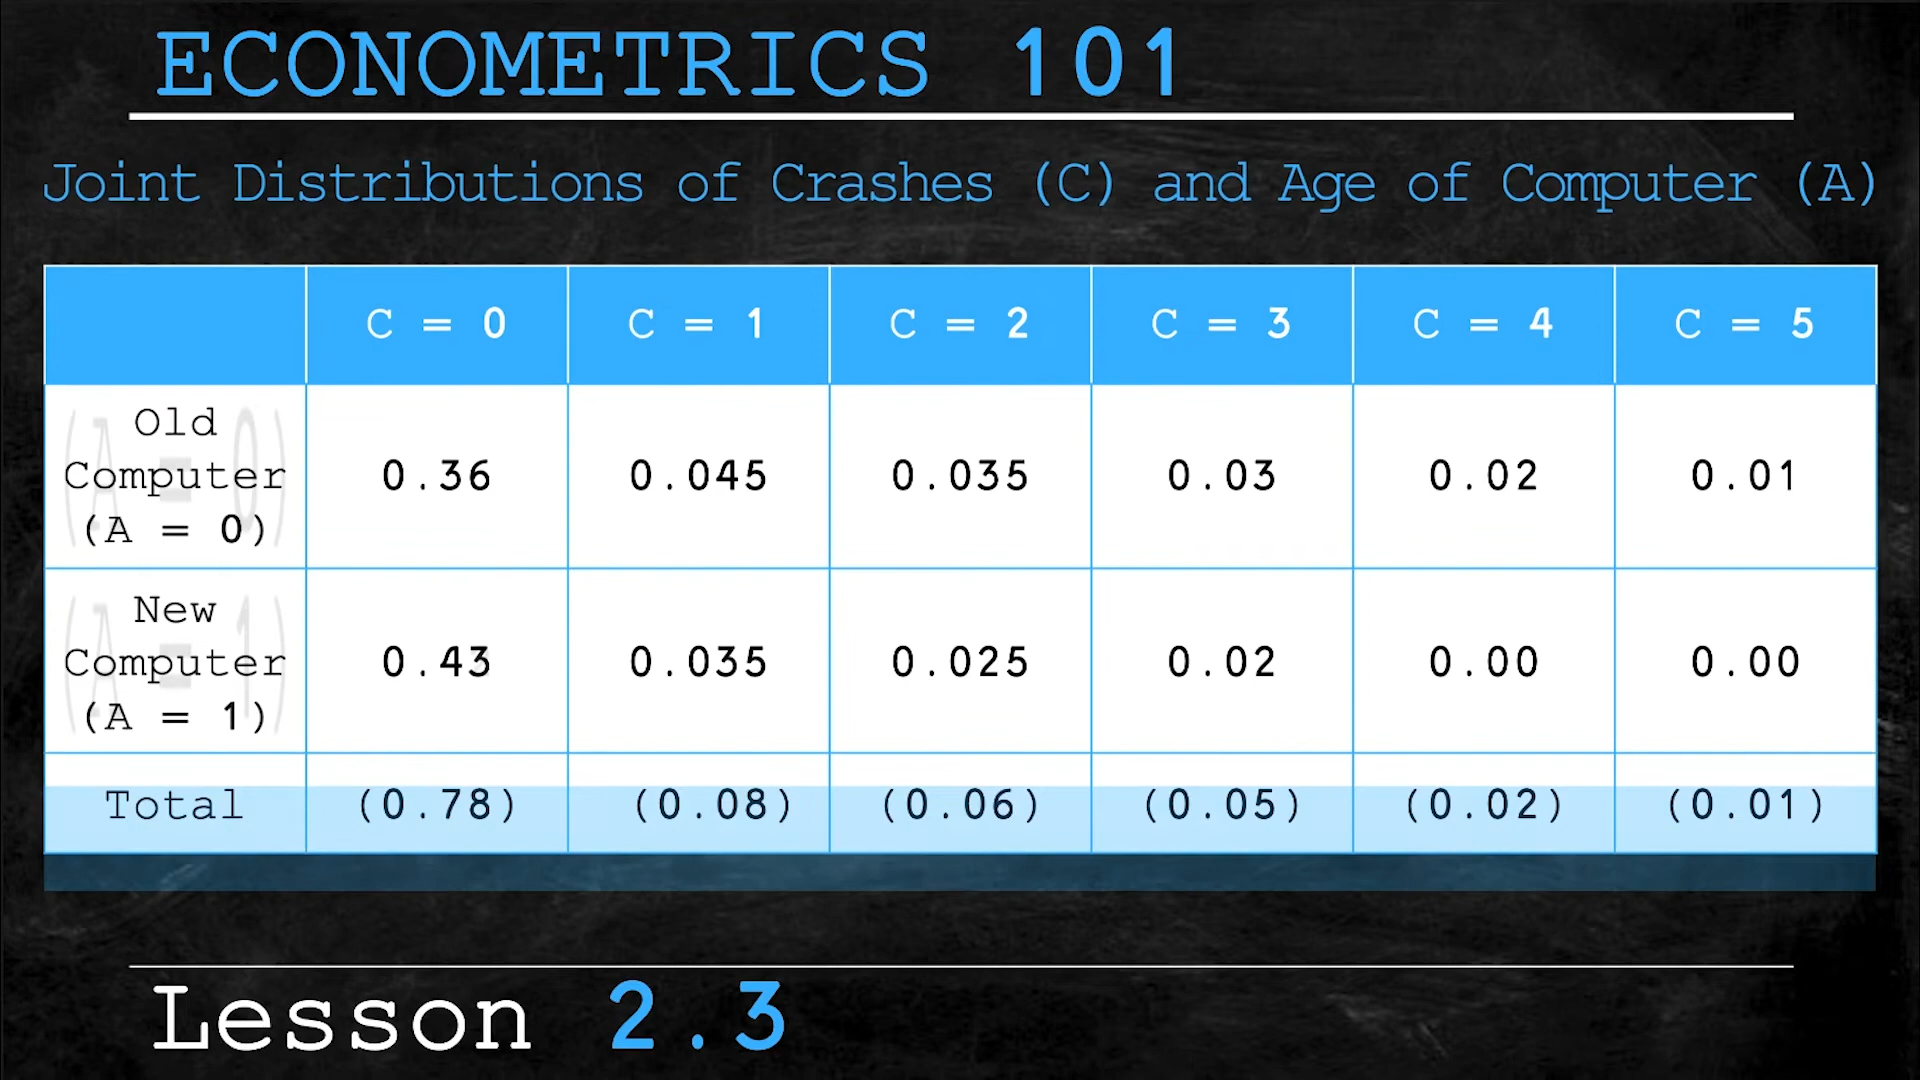 ECONOMETRICS 101
Joint Distributions of Crashes (C) and Age of Computer (A)
C = 0 C = 1 C = 2 C = 3 C = 4 C = 5
Old
Computer
(A = 0)
0.36 0.045 0.035 0.03 0.02 0.01
New
Computer
(A = 1)
0.43 0.035 0.025 0.02 0.00 0.00
Total (0.78) (0.08) (0.06) (0.05) (0.02) (0.01)
Lesson 2.3